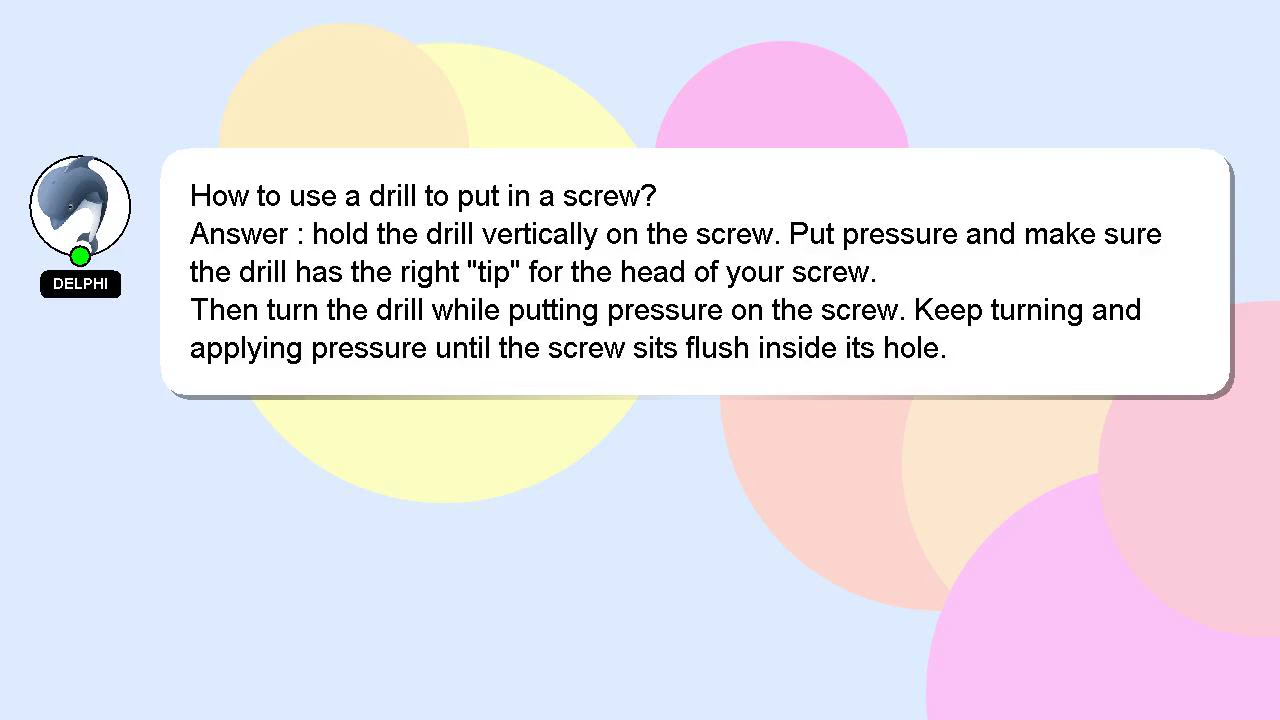 How to use a drill to put in a screw?
Answer : hold the drill vertically on the screw. Put pressure and make sure
the drill has the right "tip" for the head of your screw.
Then turn the drill while putting pressure on the screw. Keep turning and
applying pressure until the screw sits flush inside its hole.
DELPHI